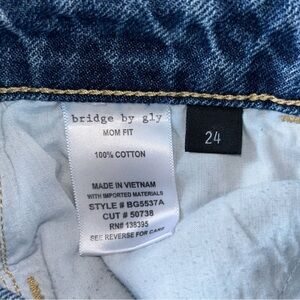 bridge by gly
MOM FIT
100% COTTON
MADE IN VIETNAM
WITH IMPORTED MATERIALS
STYLE # BG5537A
CUT # 50738
RN# 138395
SEE REVERSE FOR CARE
24